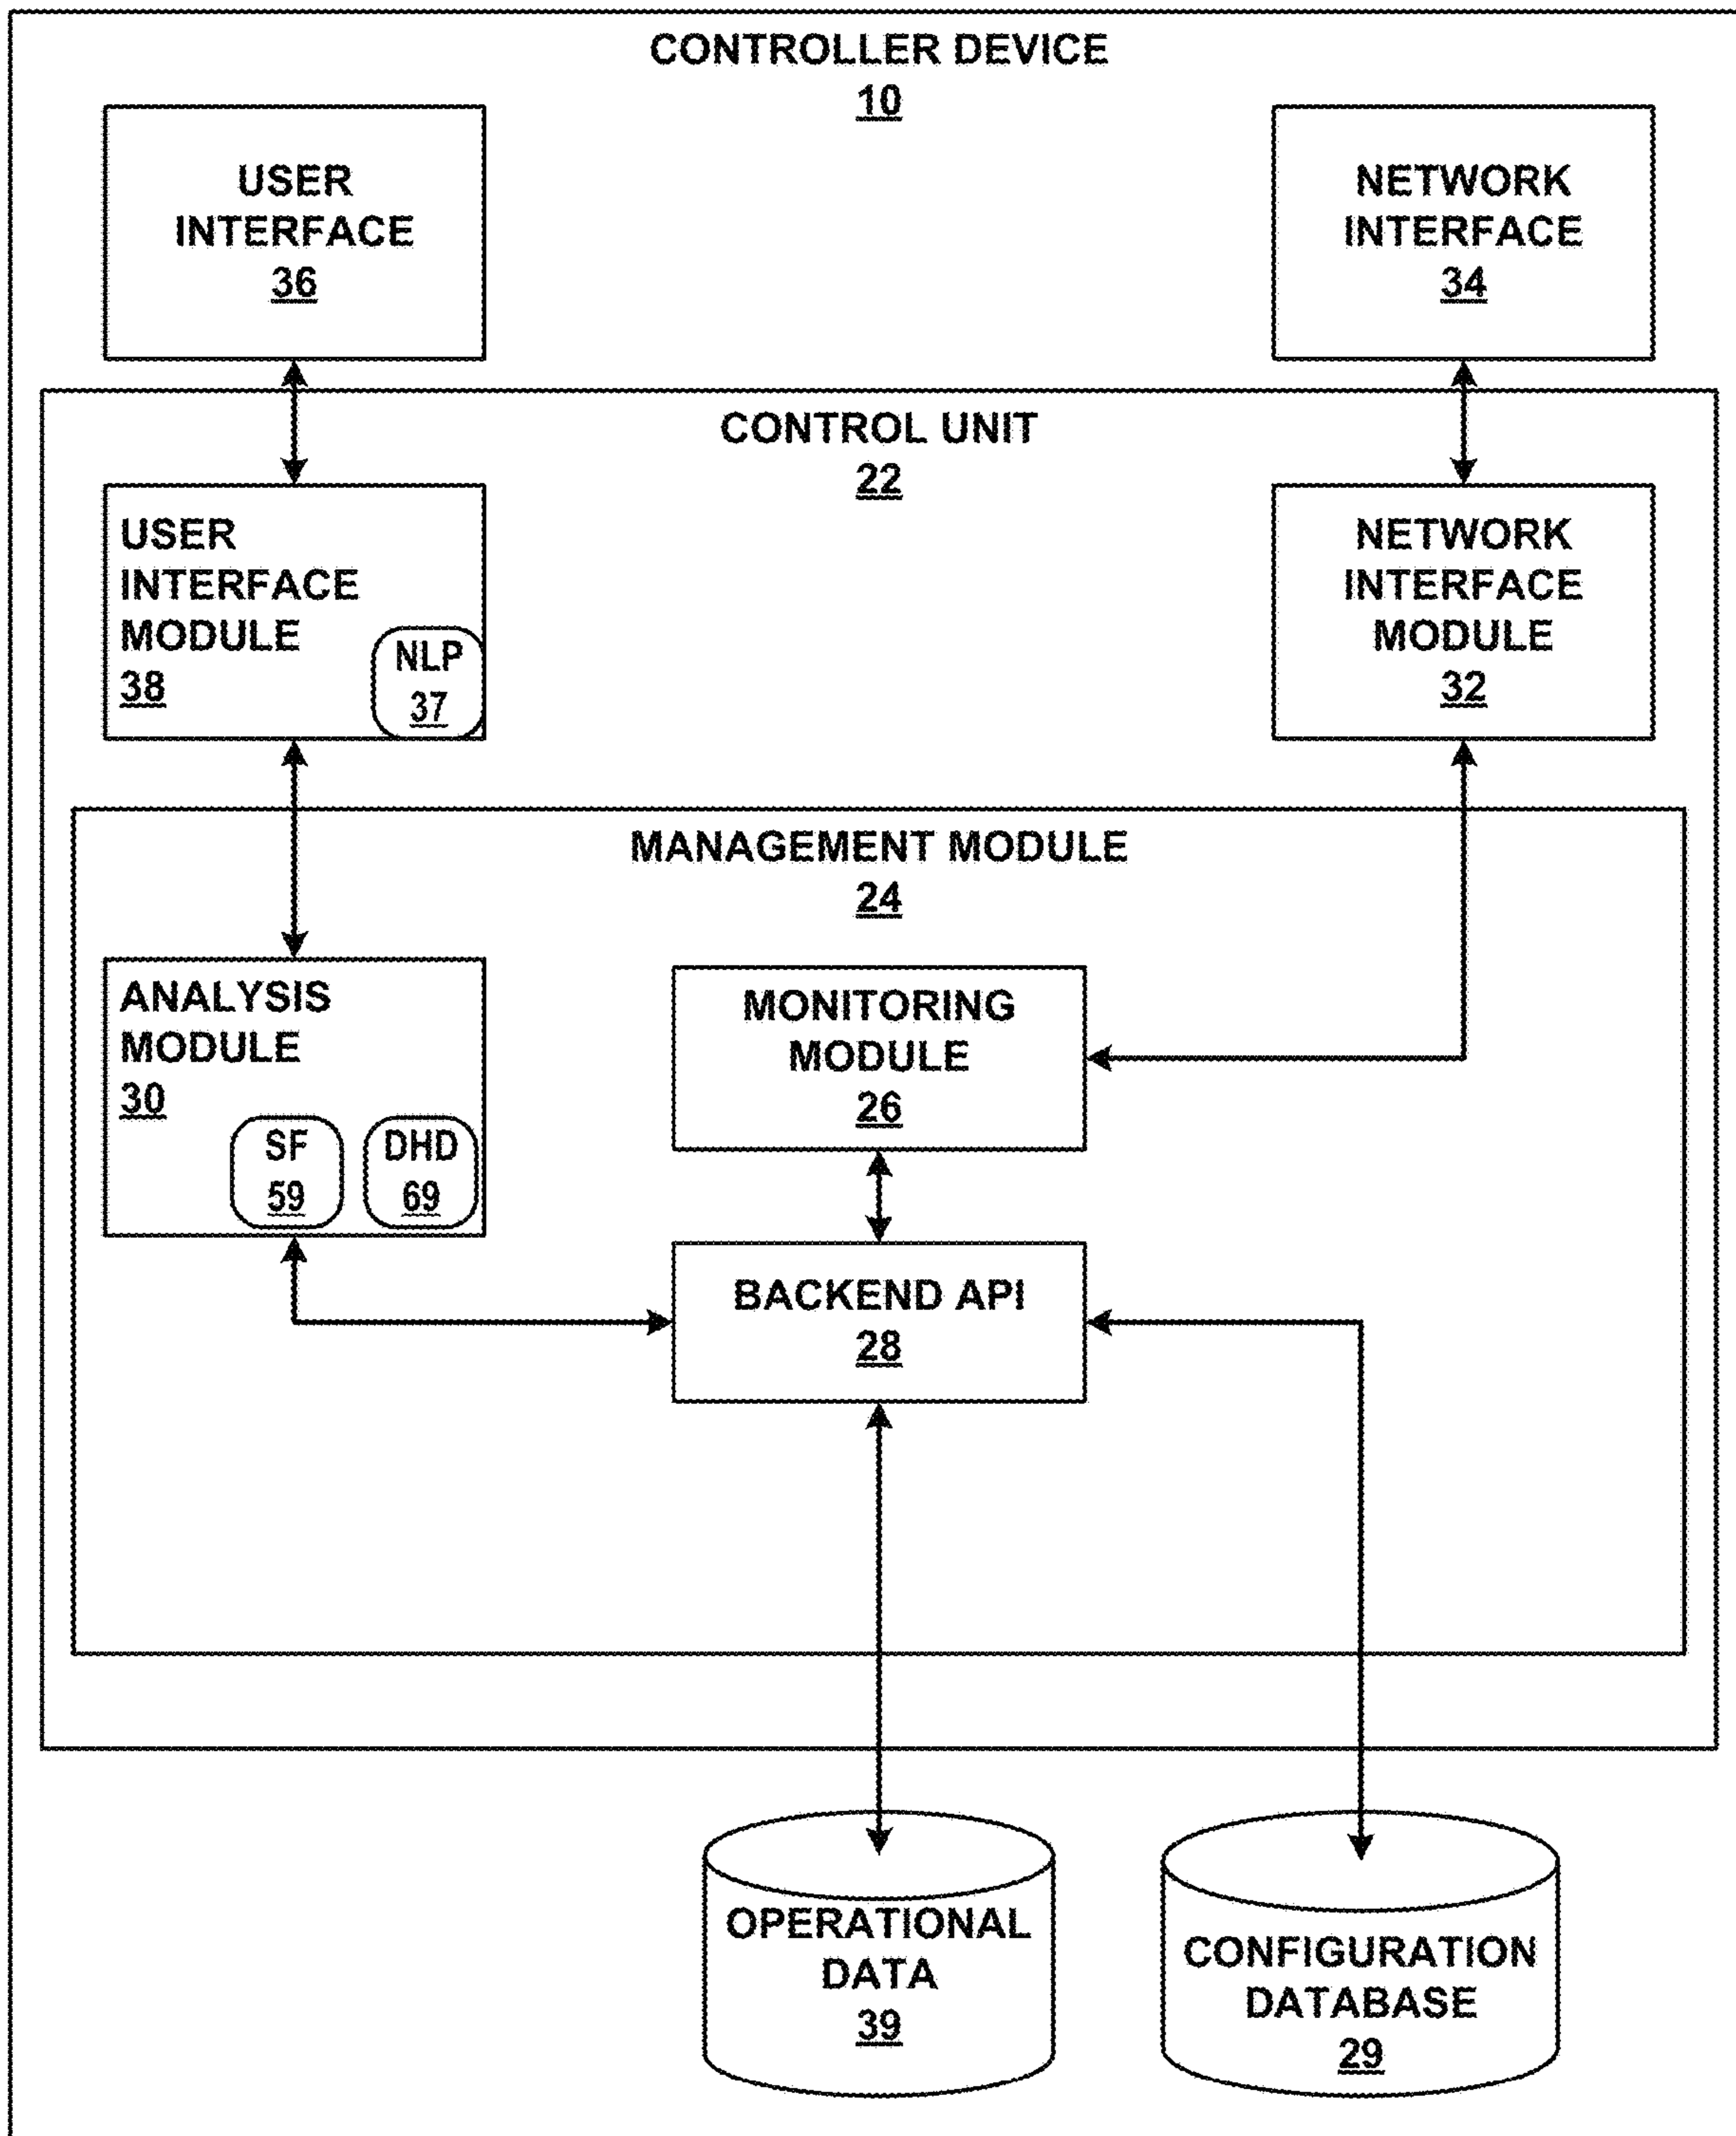 CONTROLLER DEVICE
10
USER
INTERFACE
36
NETWORK
INTERFACE
34
CONTROL UNIT
22
USER
INTERFACE
MODULE
38
NLP
37
NETWORK
INTERFACE
MODULE
32
MANAGEMENT MODULE
24
ANALYSIS
MODULE
30
SF
59
DHD
69
MONITORING
MODULE
26
BACKEND API
28
OPERATIONAL
DATA
39
CONFIGURATION
DATABASE
29